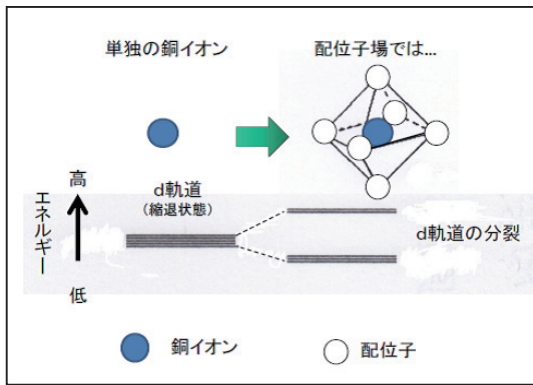 単独の銅イオン
配位子場では…
高
d軌道
(縮退状態)
エネルギー
d軌道の分裂
低
銅イオン
配位子